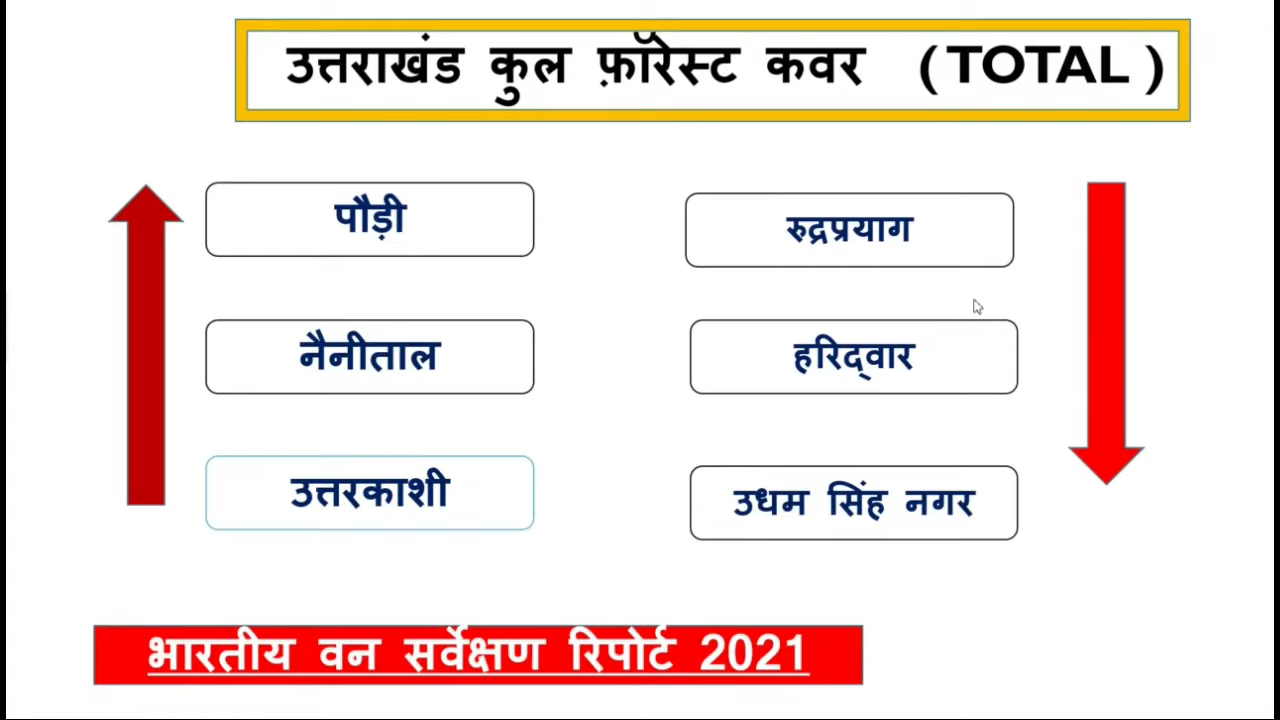 उत्तराखंड कुल फ़ॉरेस्ट कवर (TOTAL)
पौड़ी
रुद्रप्रयाग
नैनीताल
हरिद्वार
उत्तरकाशी
उधम सिंह नगर
भारतीय वन सर्वेक्षण रिपोर्ट 2021